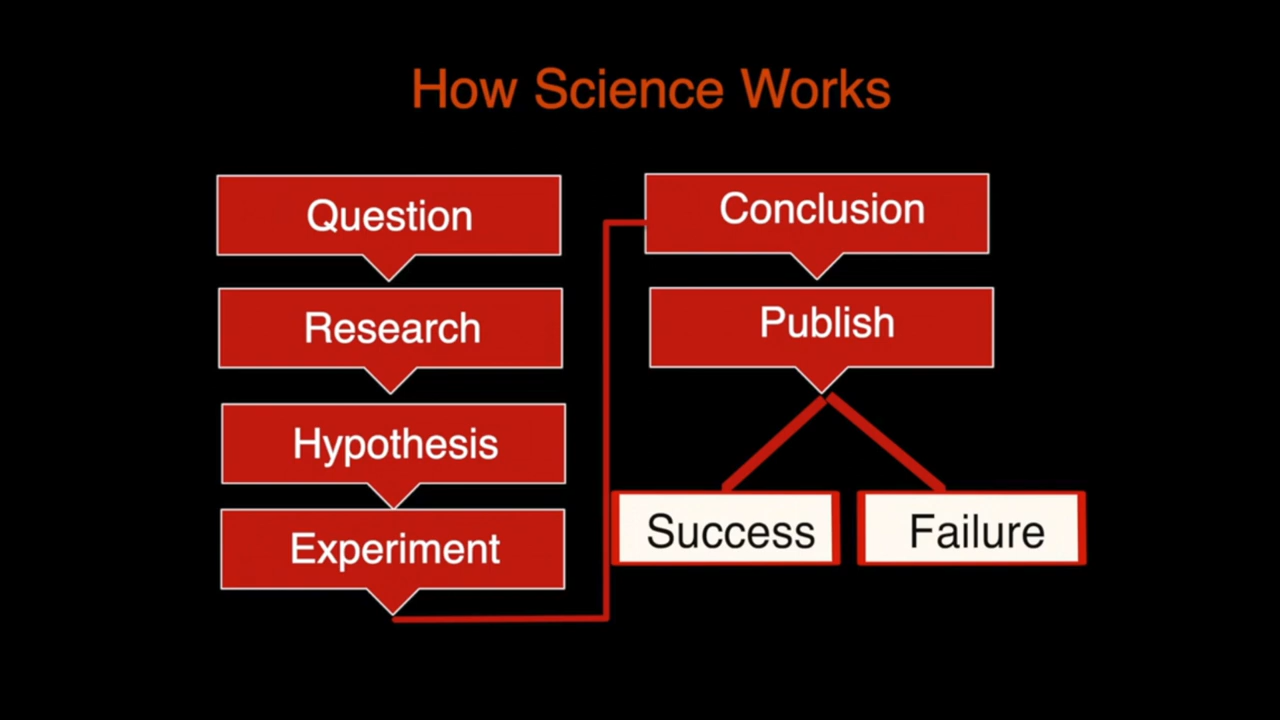 How Science Works
Question
Research
Hypothesis
Experiment
Conclusion
Publish
Success
Failure